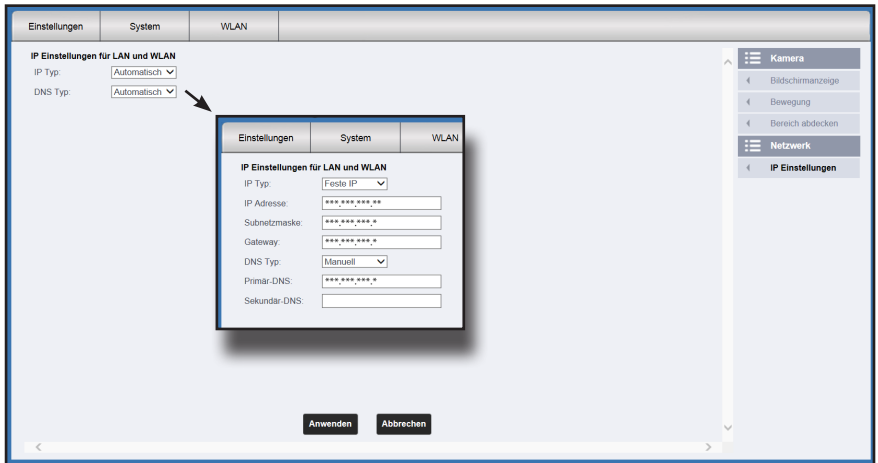 Einstellungen System WLAN
IP Einstellungen für LAN und WLAN
IP Typ: Automatisch
DNS Typ: Automatisch
Einstellungen System WLAN
IP Einstellungen für LAN und WLAN
IP Typ: Feste IP
IP Adresse: ***.***.***.**
Subnetzmaske: ***.***.***.*
Gateway: ***.***.***.*
DNS Typ: Manuell
Primär-DNS: ***.***.***.*
Sekundär-DNS:
Anwenden Abbrechen
Kamera
Bildschirmanzeige
Bewegung
Bereich abdecken
Netzwerk
IP Einstellungen